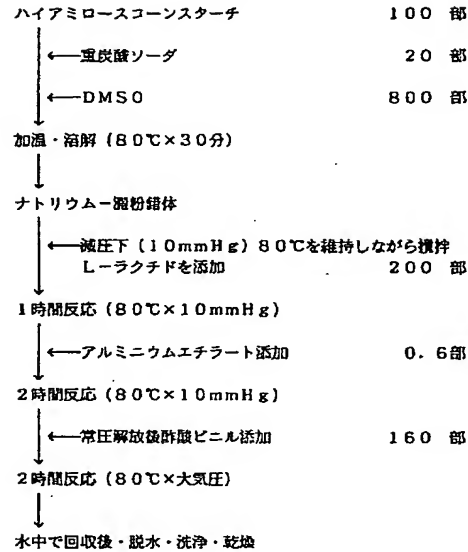 ハイアミロースコーンスターチ 100 部
←重炭酸ソーダ 20 部
←DMSO 800 部
加温・溶解(80℃×30分)
ナトリウムー澱粉錯体
←減圧下(10mmHg)80℃を維持しながら攪拌
L-ラクチドを添加 200 部
1時間反応(80℃×10mmHg)
←アルミニウムエチラート添加 0.6部
2時間反応(80℃×10mmHg)
←常圧解放後酢酸ビニル添加 160 部
2時間反応(80℃×大気圧)
水中で回収後・脱水・洗浄・乾燥